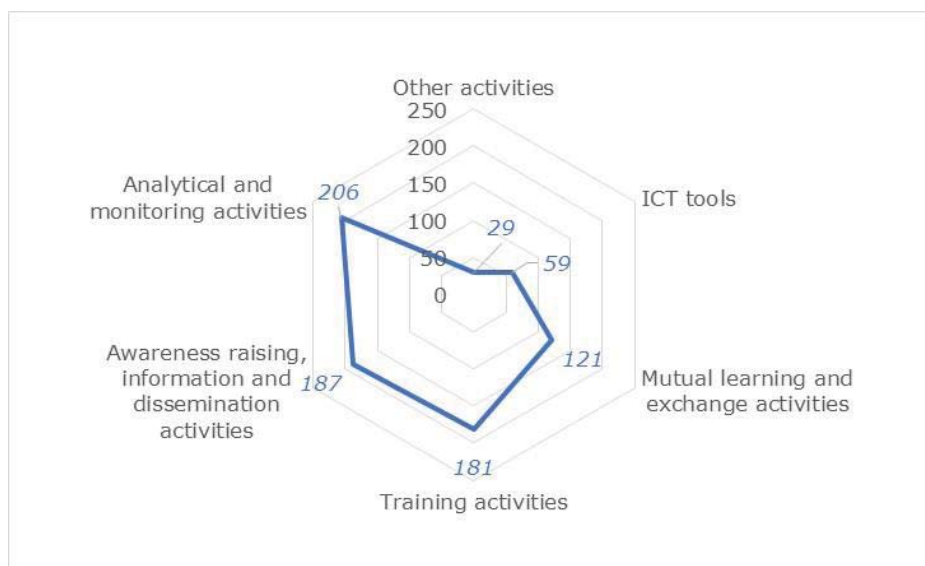 Other activities
250
200
150
100
50
0
29
ICT tools
59
Mutual learning and
exchange activities
121
Training activities
181
Awareness raising,
information and
dissemination
activities
187
Analytical and
monitoring activities
206